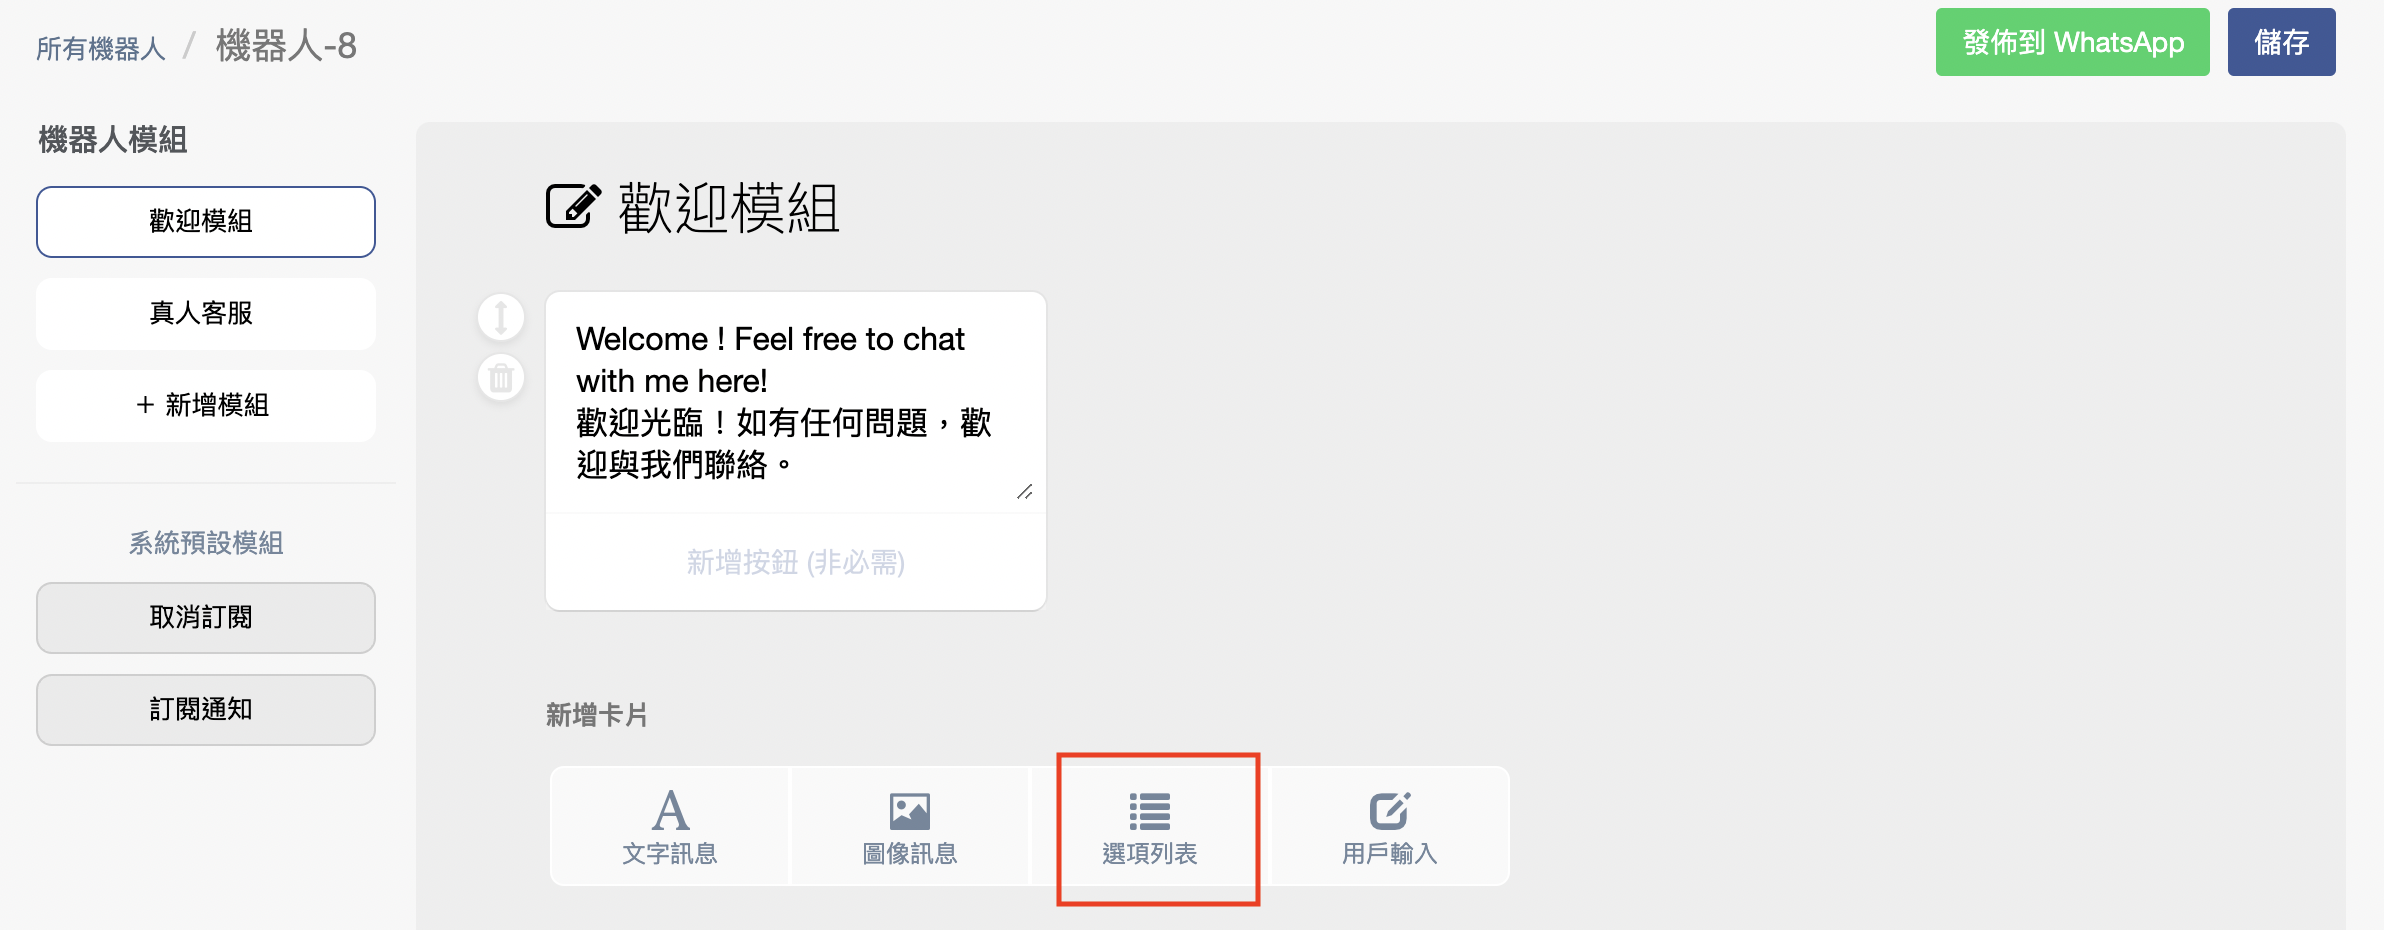 所有機器人 / 機器人-8
發佈到 WhatsApp
儲存
機器人模組
歡迎模組
真人客服
+ 新增模組
系統預設模組
取消訂閱
訂閱通知
歡迎模組
Welcome ! Feel free to chat
with me here!
歡迎光臨！如有任何問題，歡
迎與我們聯絡。
新增按鈕 (非必需)
新增卡片
文字訊息
圖像訊息
選項列表
用戶輸入